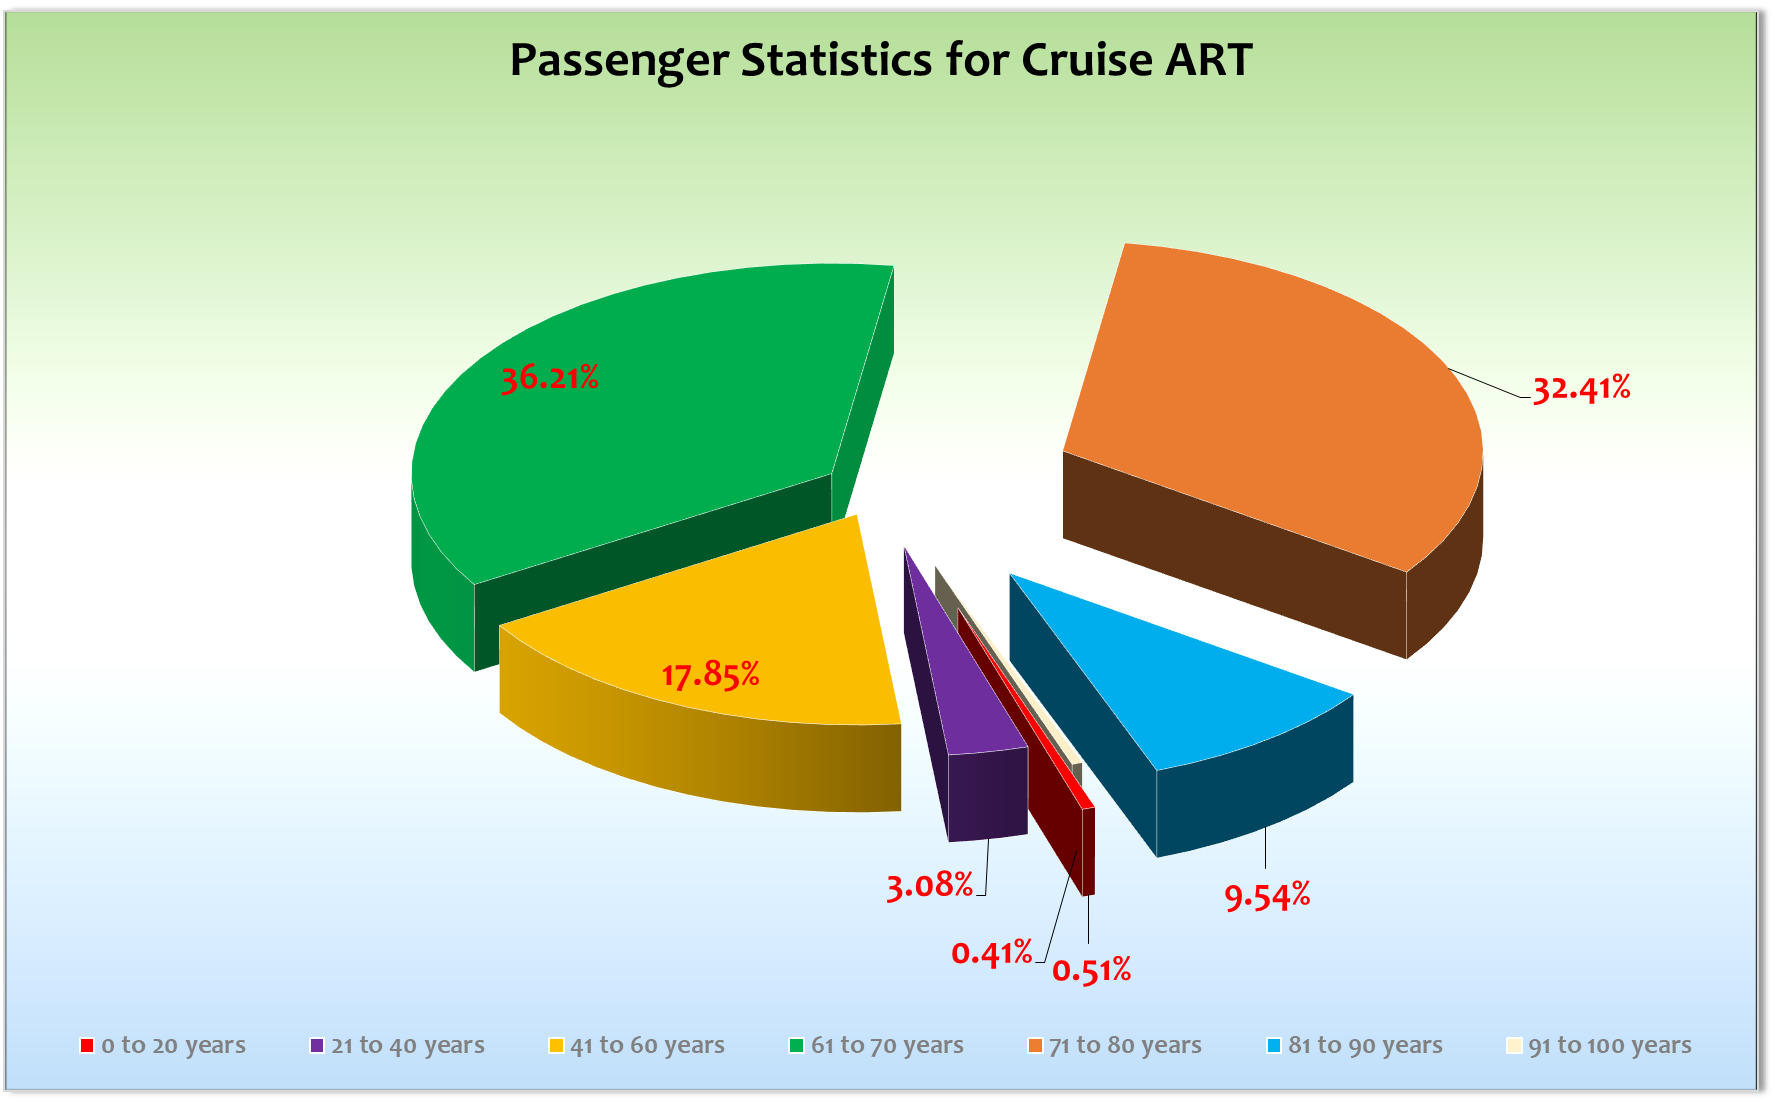 Passenger Statistics for Cruise ART
36.21%
32.41%
17.85%
3.08%
9.54%
0.41%
0.51%
0 to 20 years
21 to 40 years
41 to 60 years
61 to 70 years
71 to 80 years
81 to 90 years
91 to 100 years